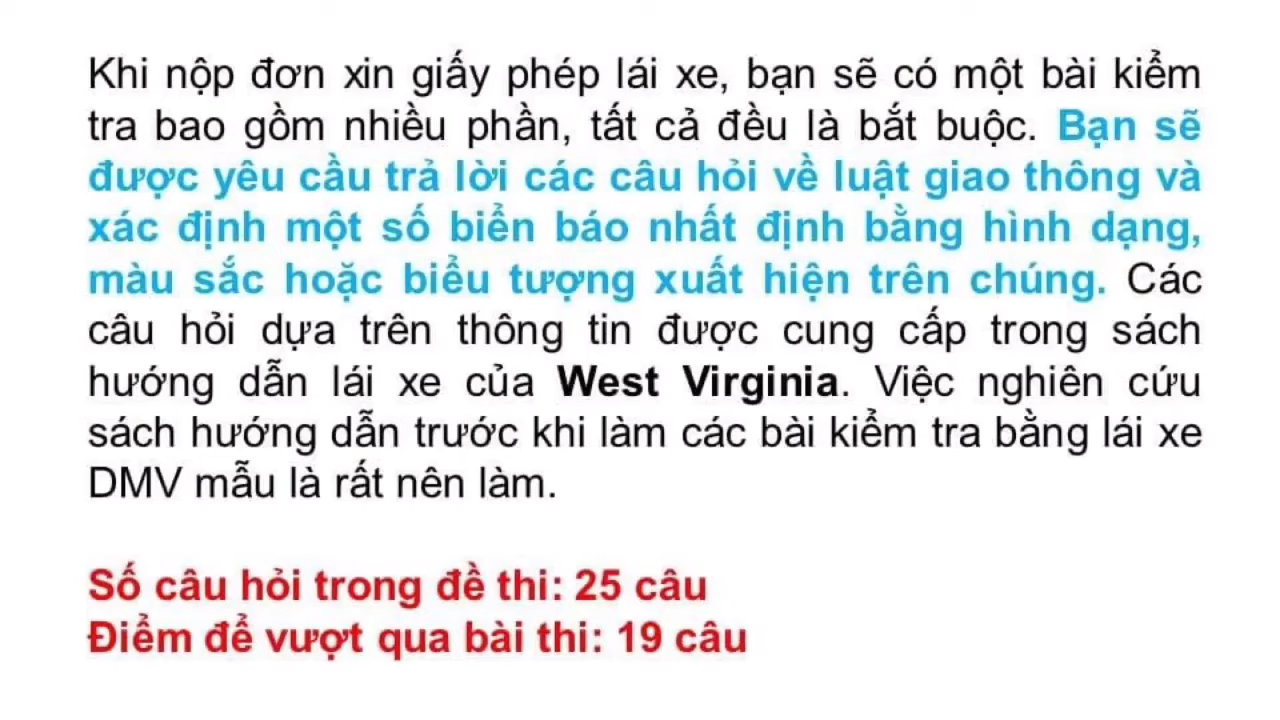 Khi nộp đơn xin giấy phép lái xe, bạn sẽ có một bài kiểm
tra bao gồm nhiều phần, tất cả đều là bắt buộc. Bạn sẽ
được yêu cầu trả lời các câu hỏi về luật giao thông và
xác định một số biển báo nhất định bằng hình dạng,
màu sắc hoặc biểu tượng xuất hiện trên chúng. Các
câu hỏi dựa trên thông tin được cung cấp trong sách
hướng dẫn lái xe của West Virginia. Việc nghiên cứu
sách hướng dẫn trước khi làm các bài kiểm tra bằng lái xe
DMV mẫu là rất nên làm.
Số câu hỏi trong đề thi: 25 câu
Điểm để vượt qua bài thi: 19 câu